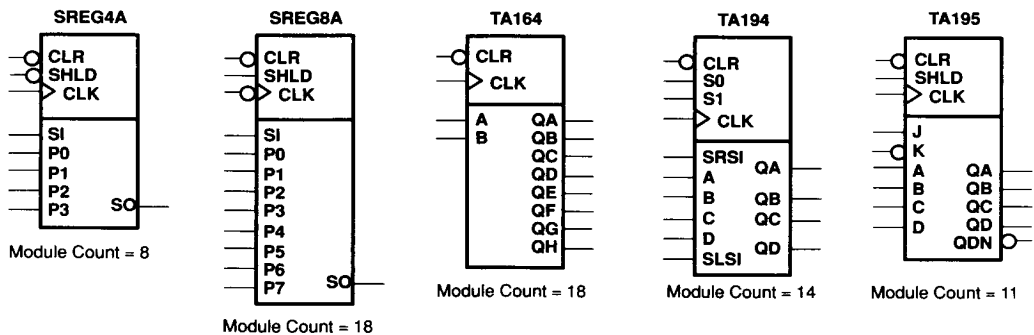 SREG4A
CLR
SHLD
CLK
SI
P0
P1
P2
P3
SO
Module Count = 8
SREG8A
CLR
SHLD
CLK
SI
P0
P1
P2
P3
P4
P5
P6
P7
SO
Module Count = 18
TA164
CLR
CLK
A QA
B QB
QC
QD
QE
QF
QG
QH
Module Count = 18
TA194
CLR
S0
S1
CLK
SRSI
A QA
B QB
C QC
D QD
SLSI
Module Count = 14
TA195
CLR
SHLD
CLK
J
K
A QA
B QB
C QC
D QD
QDN
Module Count = 11